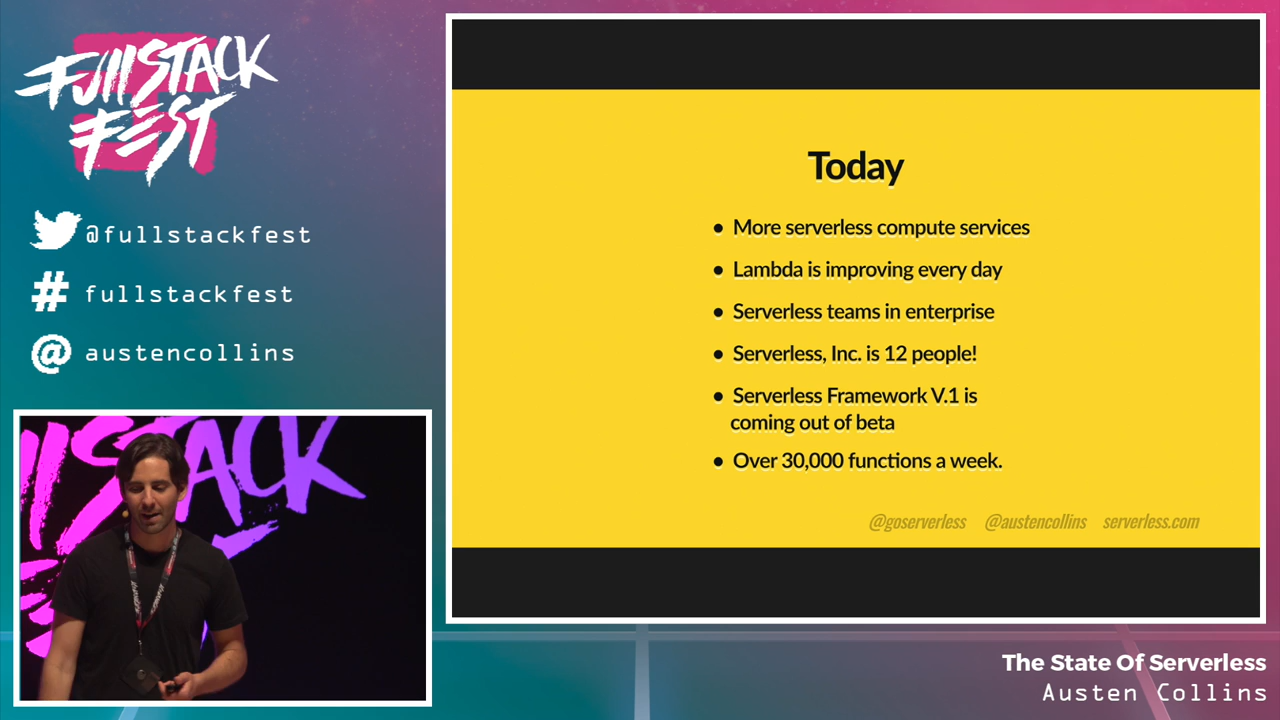 FullSTACK
FEST
@fullstackfest
# fullstackfest
@ austencollins
Today
• More serverless compute services
• Lambda is improving every day
• Serverless teams in enterprise
• Serverless, Inc. is 12 people!
• Serverless Framework V.1 is
coming out of beta
• Over 30,000 functions a week.
@goserverless @austencollins serverless.com
The State Of Serverless
Austen Collins